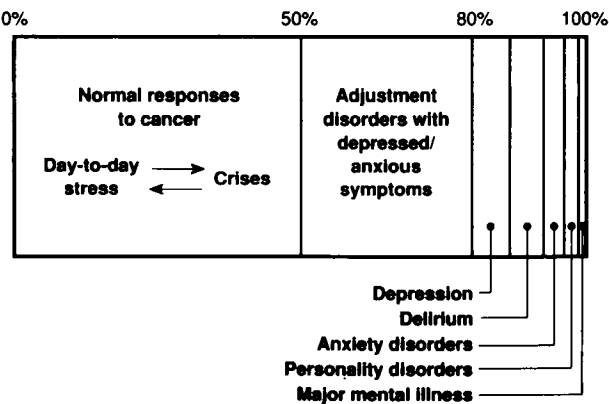 0% 50% 80% 100%
Normal responses
to cancer
Day-to-day
stress
Crises
Adjustment
disorders with
depressed/
anxious
symptoms
Depression
Delirium
Anxiety disorders
Personality disorders
Major mental illness